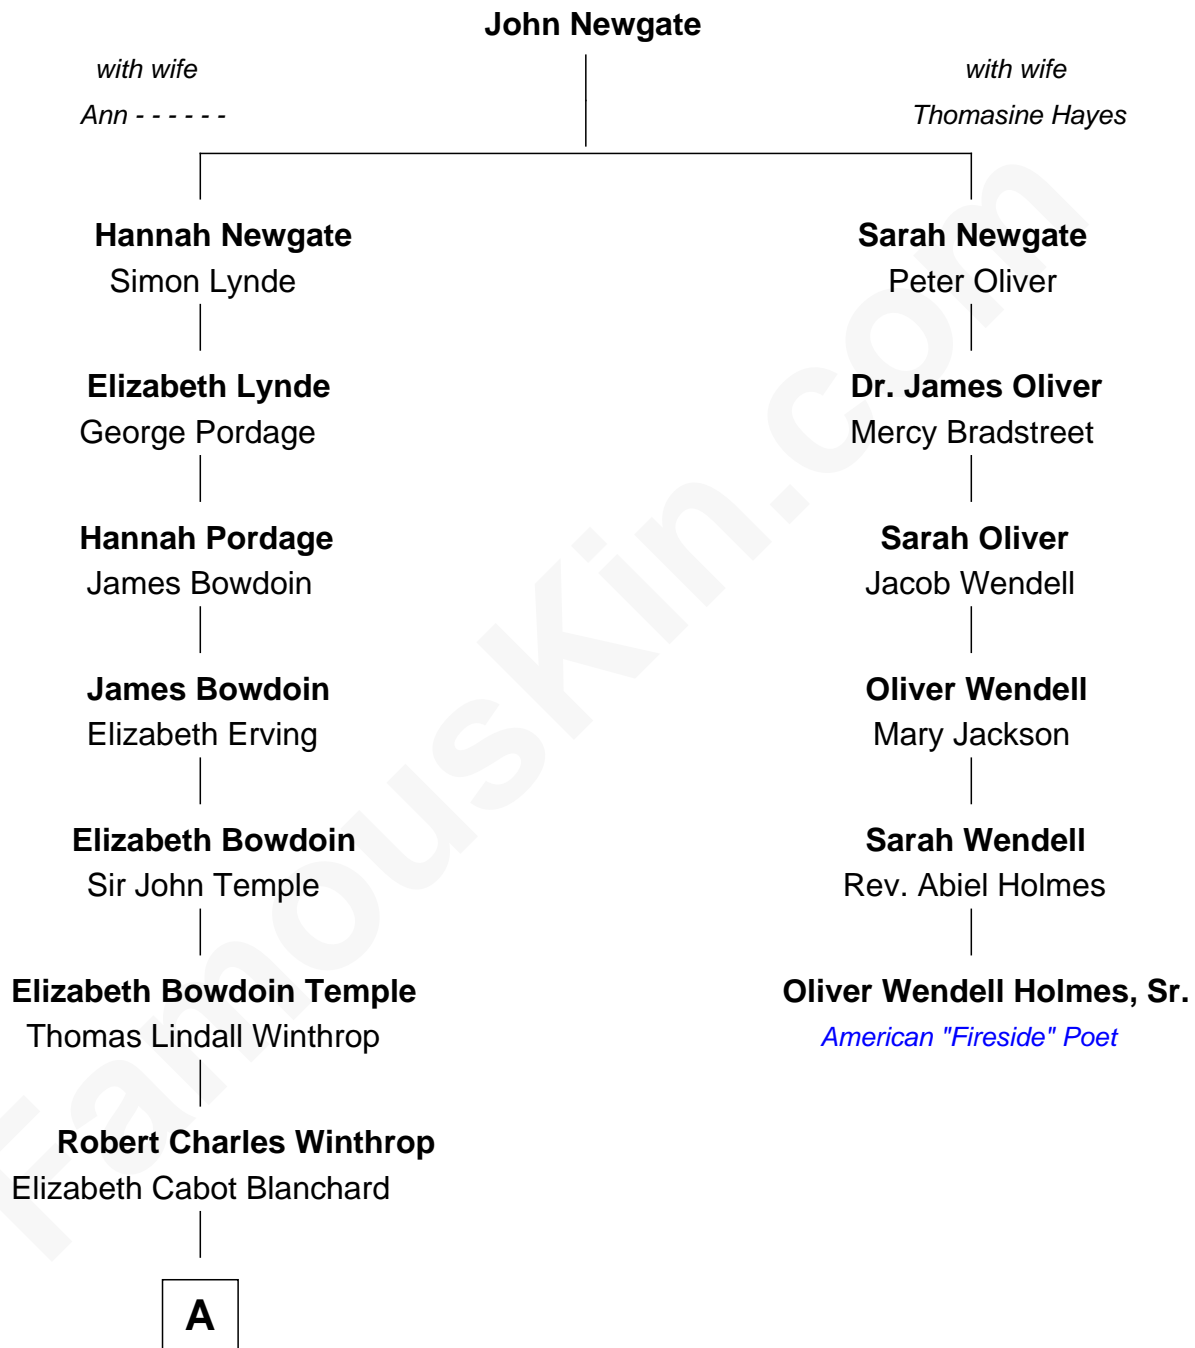 John Newgate
with wife
Ann - - - - - -
with wife
Thomasine Hayes
Hannah Newgate
Simon Lynde
Sarah Newgate
Peter Oliver
Elizabeth Lynde
George Pordage
Dr. James Oliver
Mercy Bradstreet
Hannah Pordage
James Bowdoin
Sarah Oliver
Jacob Wendell
James Bowdoin
Elizabeth Erving
Oliver Wendell
Mary Jackson
Elizabeth Bowdoin
Sir John Temple
Sarah Wendell
Rev. Abiel Holmes
Elizabeth Bowdoin Temple
Thomas Lindall Winthrop
Oliver Wendell Holmes, Sr.
American "Fireside" Poet
Robert Charles Winthrop
Elizabeth Cabot Blanchard
A
FamousKin.com